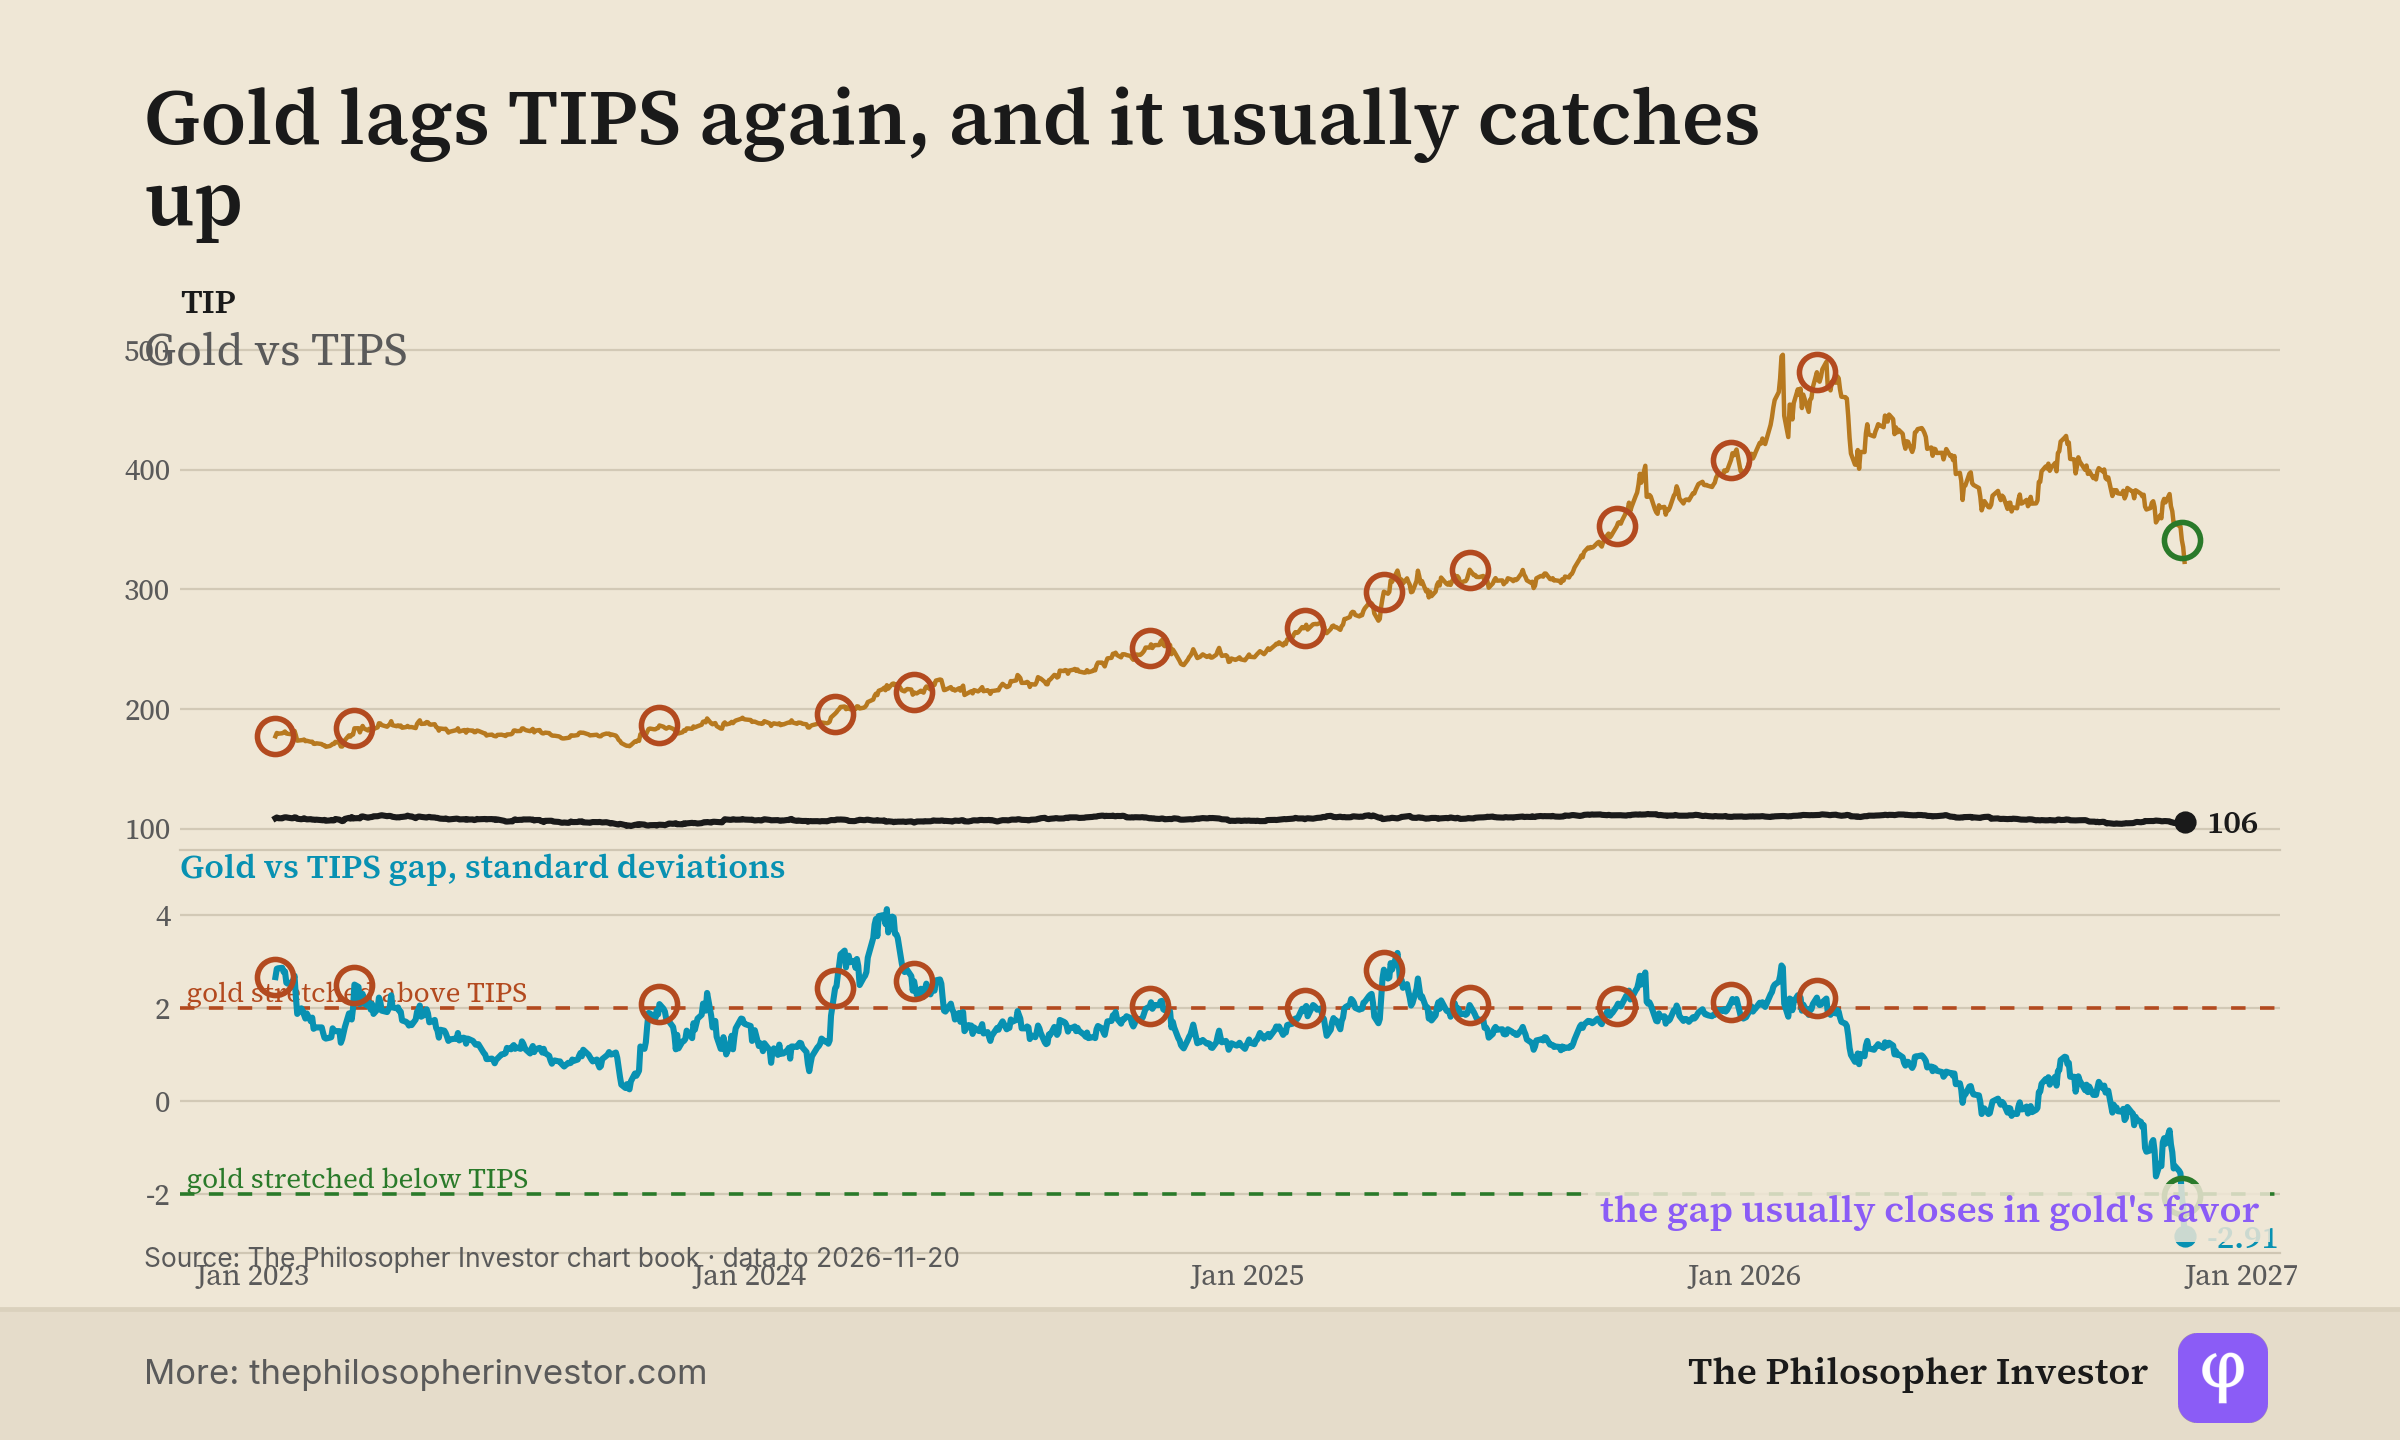 Gold lags TIPS again, and it usually catches
up
TIP
Gold vs TIPS
500
400
300
200
100
106
Gold vs TIPS gap, standard deviations
4
gold stretched above TIPS
2
0
gold stretched below TIPS
-2
the gap usually closes in gold's favor
-2.91
Source: The Philosopher Investor chart book · data to 2026-11-20
Jan 2023
Jan 2024
Jan 2025
Jan 2026
Jan 2027
More: thephilosopherinvestor.com
The Philosopher Investor
φ